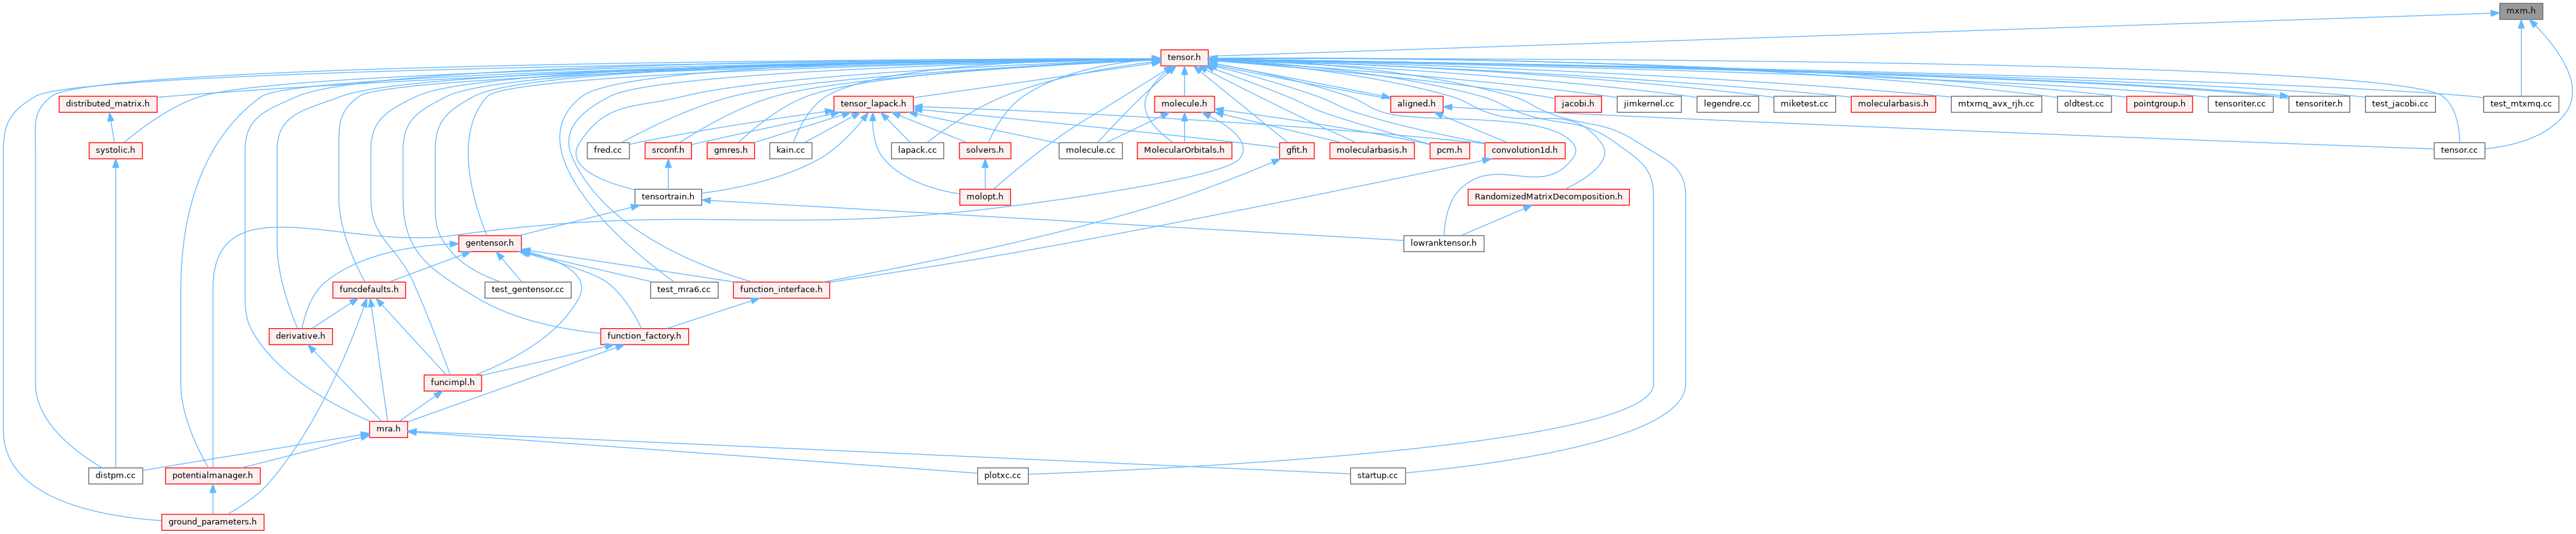 mxm.h
tensor.h
distributed_matrix.h
tensor_lapack.h
molecule.h
aligned.h
jacobi.h
jimkernel.cc
legendre.cc
miketest.cc
molecularbasis.h
mtxmq_avx_rjh.cc
oldtest.cc
pointgroup.h
tensoriter.cc
tensoriter.h
test_jacobi.cc
test_mtxmq.cc
systolic.h
fred.cc
srconf.h
gmres.h
kain.cc
lapack.cc
solvers.h
molecule.cc
MolecularOrbitals.h
gfit.h
molecularbasis.h
pcm.h
convolution1d.h
tensor.cc
tensortrain.h
molopt.h
RandomizedMatrixDecomposition.h
gentensor.h
lowranktensor.h
funcdefaults.h
test_gentensor.cc
test_mra6.cc
function_interface.h
derivative.h
function_factory.h
funcimpl.h
mra.h
distpm.cc
potentialmanager.h
plotxc.cc
startup.cc
ground_parameters.h